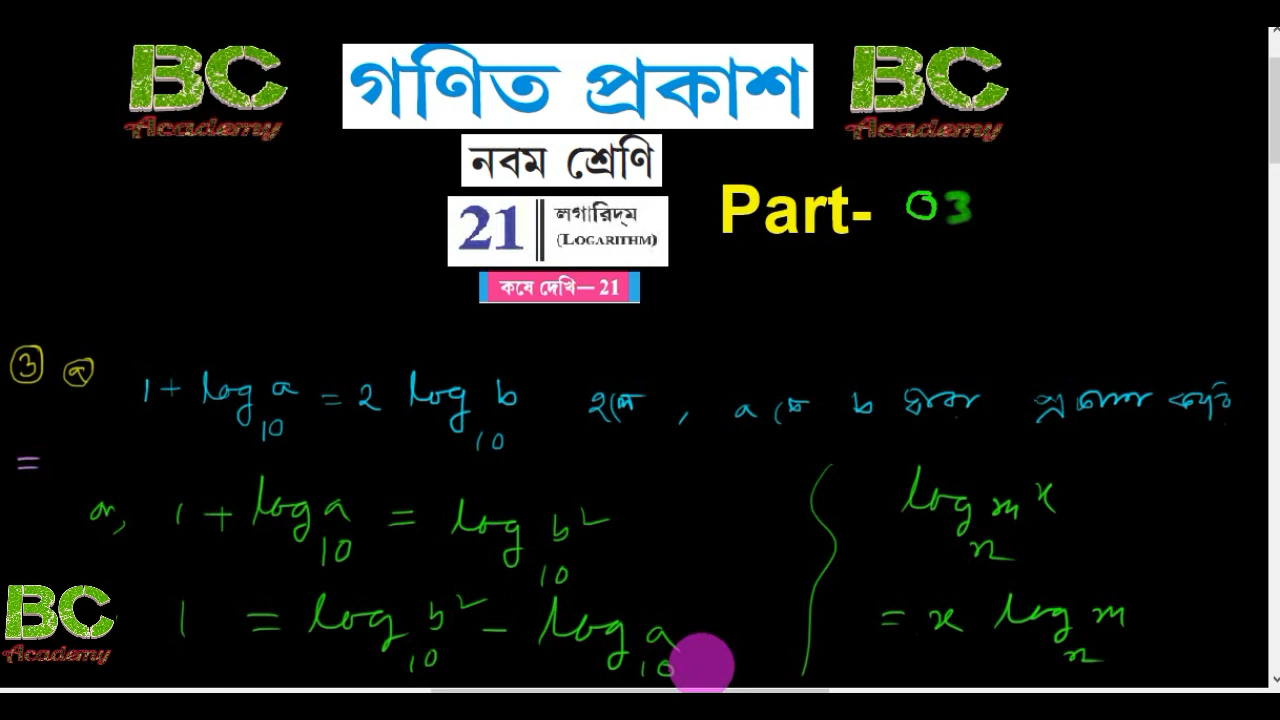 BC Academy
গণিত প্রকাশ
BC Academy
নবম শ্রেণি
21 লগারিদ্‌ম
(LOGARITHM)
Part- 03
কষে দেখি— 21
3 a 1 + log₁₀ a = 2 log₁₀ b হলে, a কে b দ্বারা প্রকাশ করি
=
বা, 1 + log₁₀ a = log₁₀ b²
logₙ mˣ
1 = log₁₀ b² - log₁₀ a
= x logₙ m
BC Academy